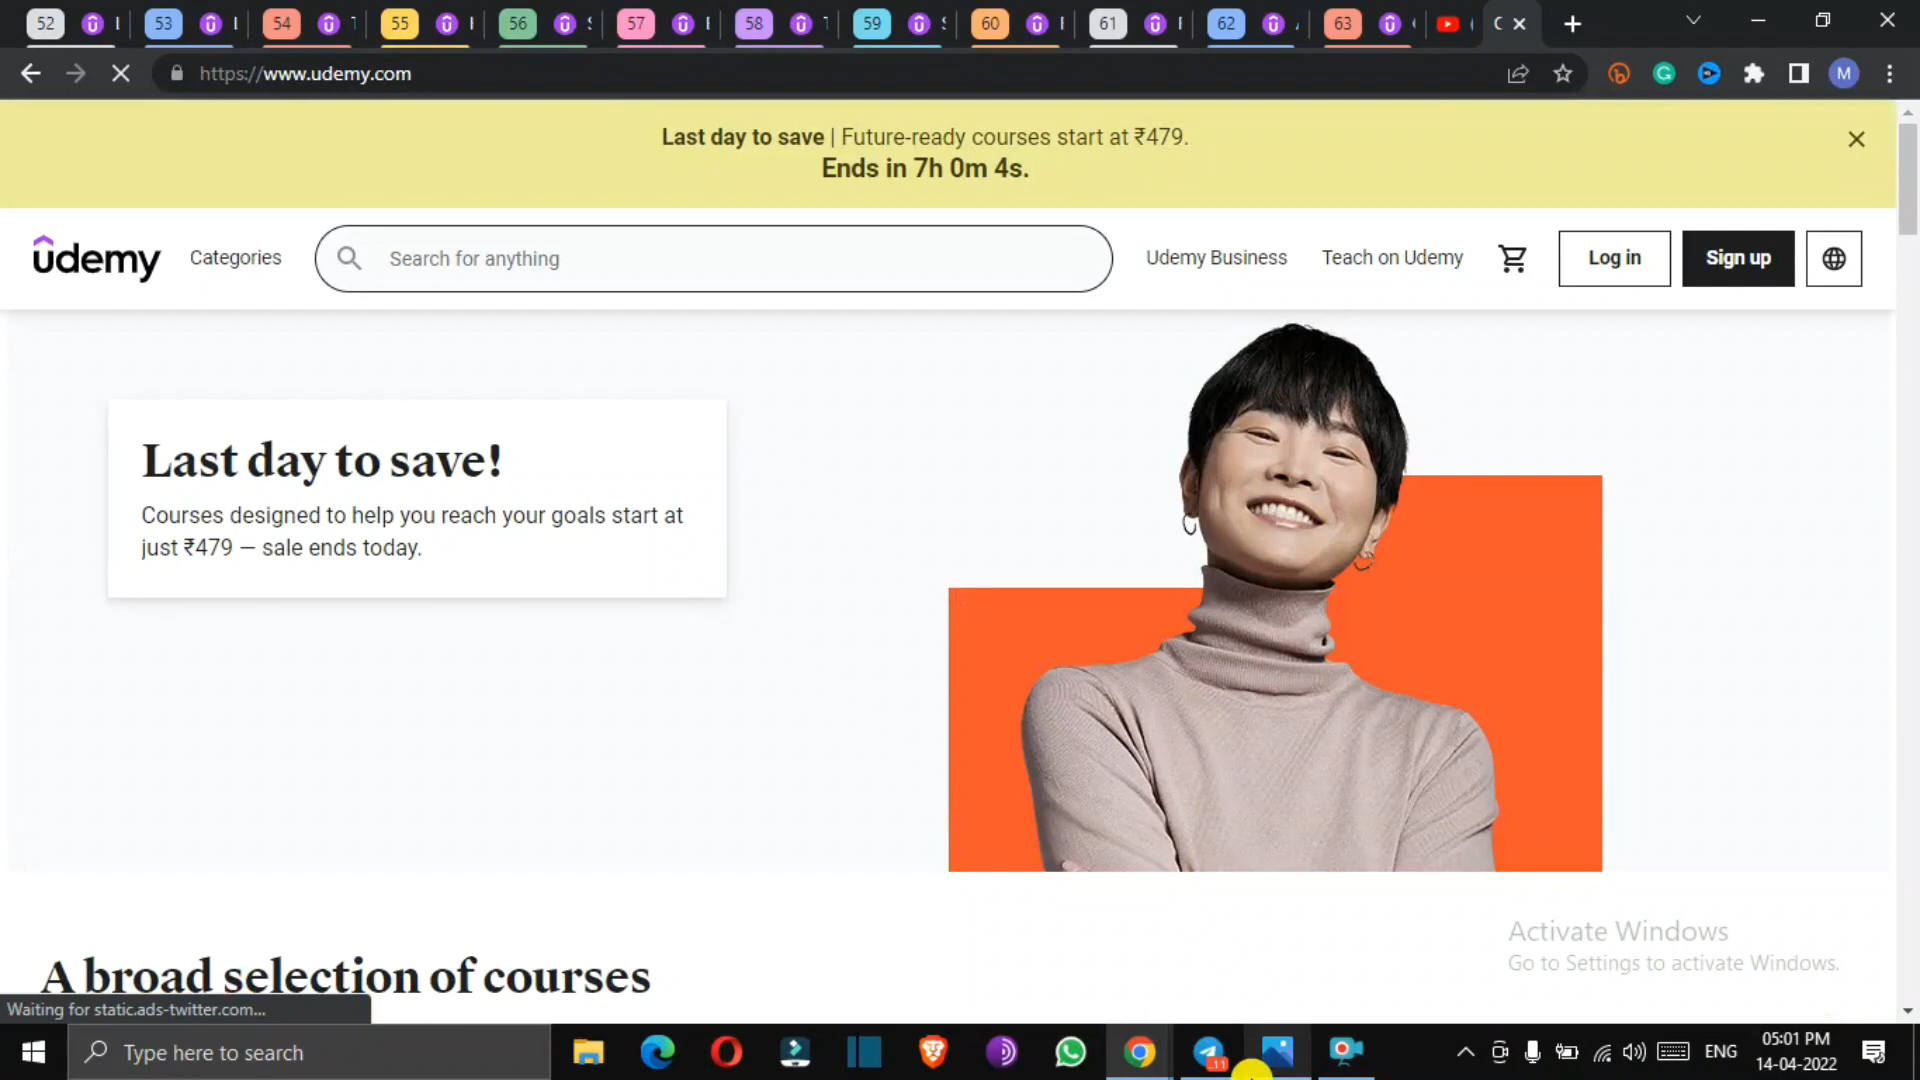 52
53
54
55
56
57
58
59
60
61
62
63
https://www.udemy.com
M
Last day to save | Future-ready courses start at ₹479.
Ends in 7h 0m 4s.
udemy
Categories
Search for anything
Udemy Business
Teach on Udemy
Log in
Sign up
Last day to save!
Courses designed to help you reach your goals start at
just ₹479 — sale ends today.
Activate Windows
Go to Settings to activate Windows.
A broad selection of courses
Waiting for static.ads-twitter.com...
Type here to search
11
ENG
05:01 PM
14-04-2022